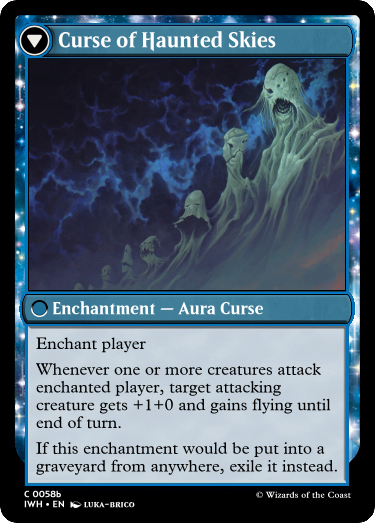 Curse of Haunted Skies
Enchantment — Aura Curse
Enchant player
Whenever one or more creatures attack
enchanted player, target attacking
creature gets +1+0 and gains flying until
end of turn.
If this enchantment would be put into a
graveyard from anywhere, exile it instead.
C 0058b
IWH • EN LUKA-BRICO
© Wizards of the Coast